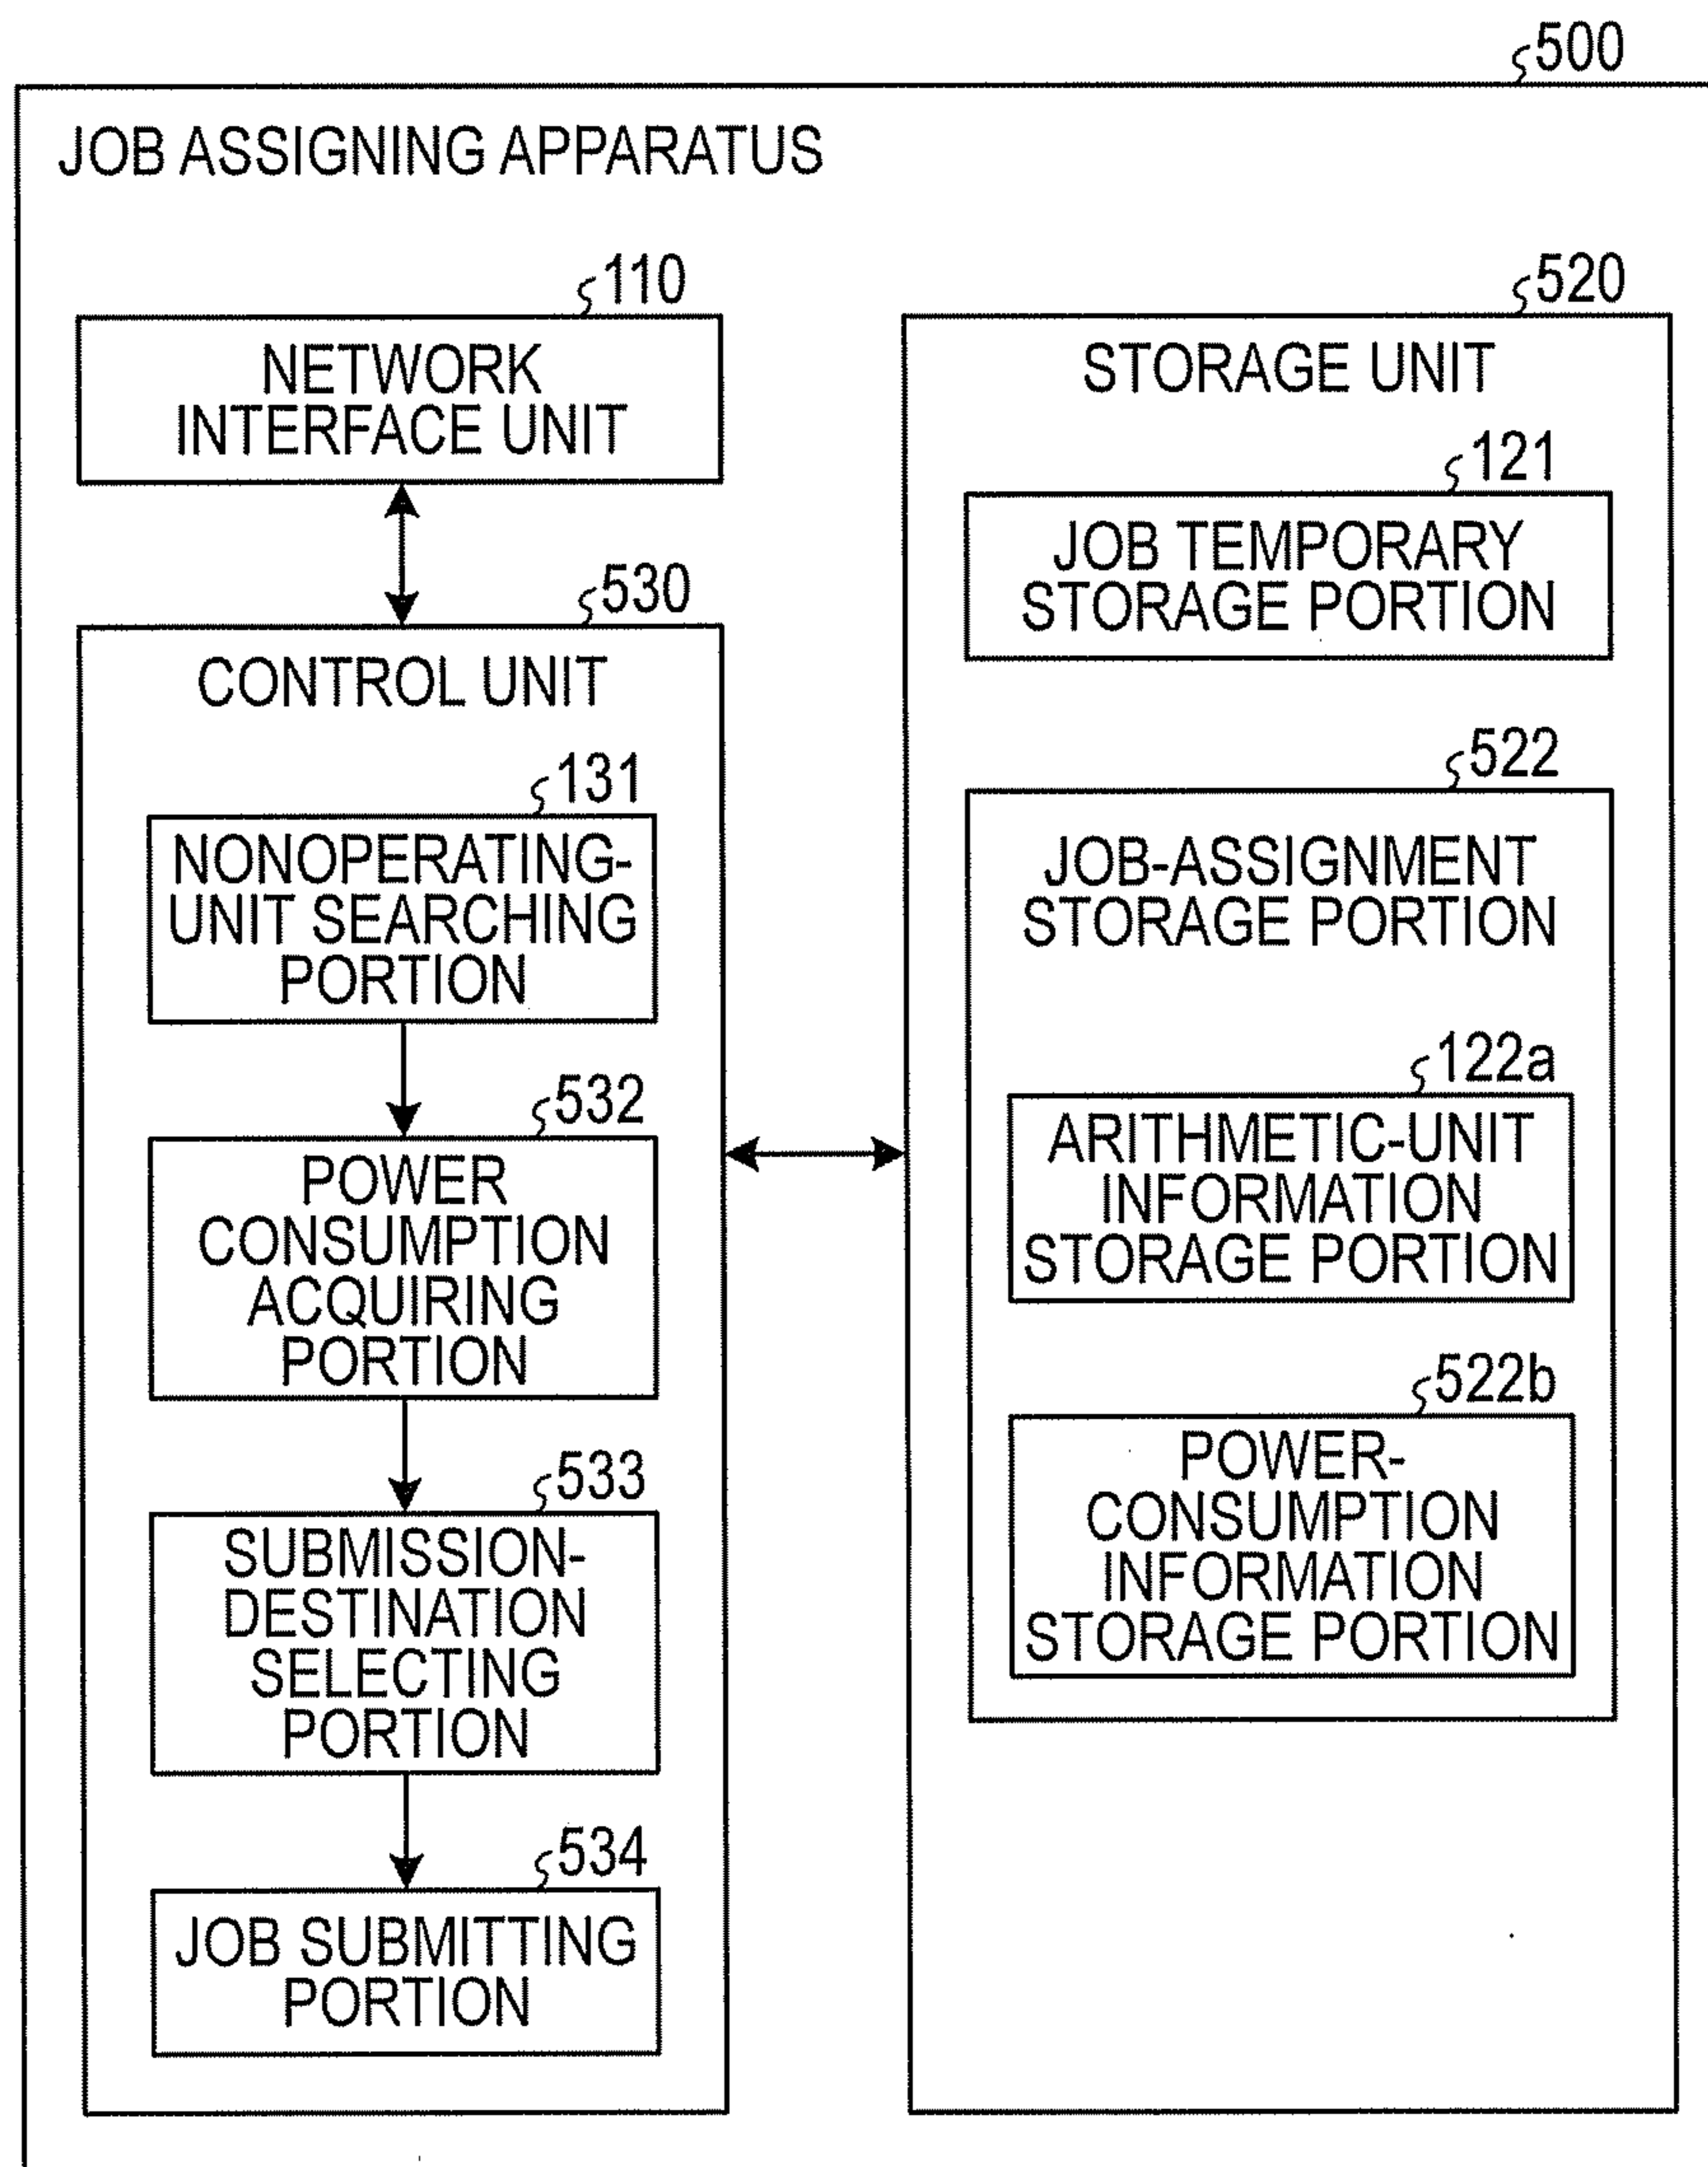 500
JOB ASSIGNING APPARATUS
110
NETWORK
INTERFACE UNIT
530
CONTROL UNIT
131
NONOPERATING-
UNIT SEARCHING
PORTION
532
POWER
CONSUMPTION
ACQUIRING
PORTION
533
SUBMISSION-
DESTINATION
SELECTING
PORTION
534
JOB SUBMITTING
PORTION
520
STORAGE UNIT
121
JOB TEMPORARY
STORAGE PORTION
522
JOB-ASSIGNMENT
STORAGE PORTION
122a
ARITHMETIC-UNIT
INFORMATION
STORAGE PORTION
522b
POWER-
CONSUMPTION
INFORMATION
STORAGE PORTION